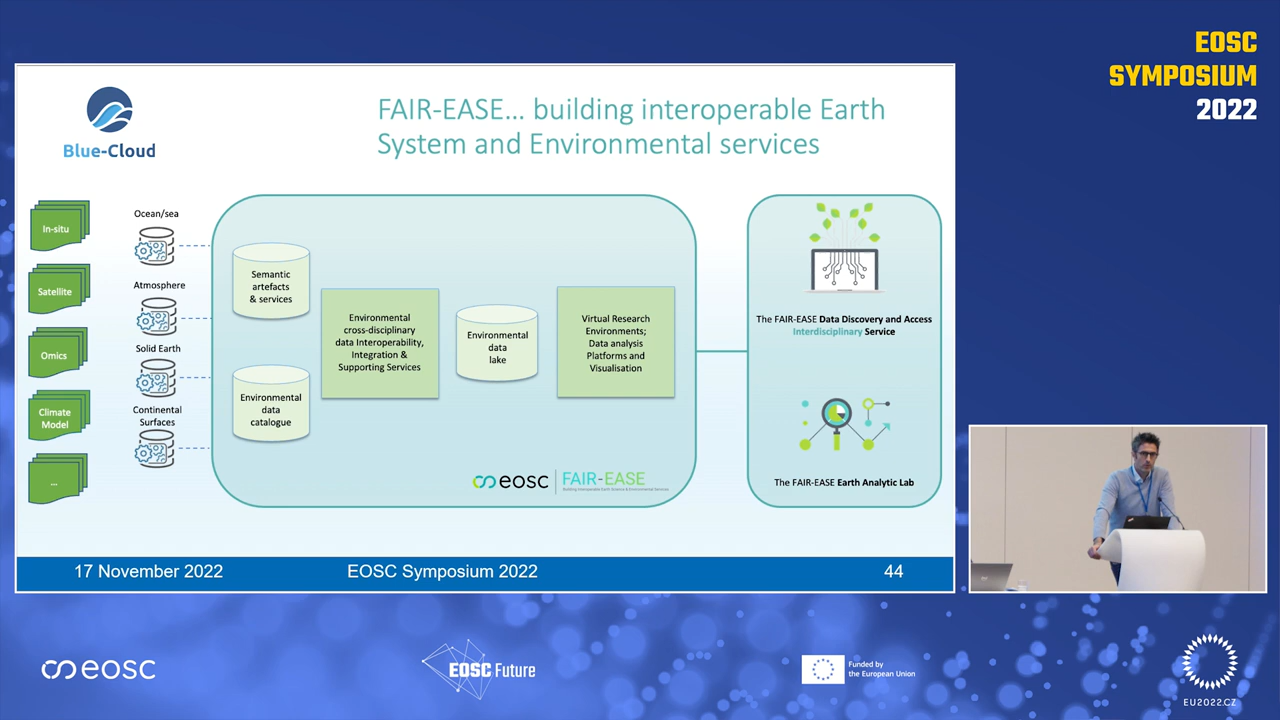 EOSC
SYMPOSIUM
2022
Blue-Cloud
FAIR-EASE... building interoperable Earth
System and Environmental services
In-situ
Satellite
Omics
Climate
Model
...
Ocean/sea
Atmosphere
Solid Earth
Continental
Surfaces
Semantic
artefacts
& services
Environmental
data
catalogue
Environmental
cross-disciplinary
data Interoperability,
Integration &
Supporting Services
Environmental
data
lake
Virtual Research
Environments;
Data analysis
Platforms and
Visualisation
eosc
FAIR-EASE
Building Interoperable Earth Science & Environmental Services
The FAIR-EASE Data Discovery and Access
Interdisciplinary Service
The FAIR-EASE Earth Analytic Lab
17 November 2022
EOSC Symposium 2022
44
eosc
EOSC Future
Funded by
the European Union
EU2022.CZ